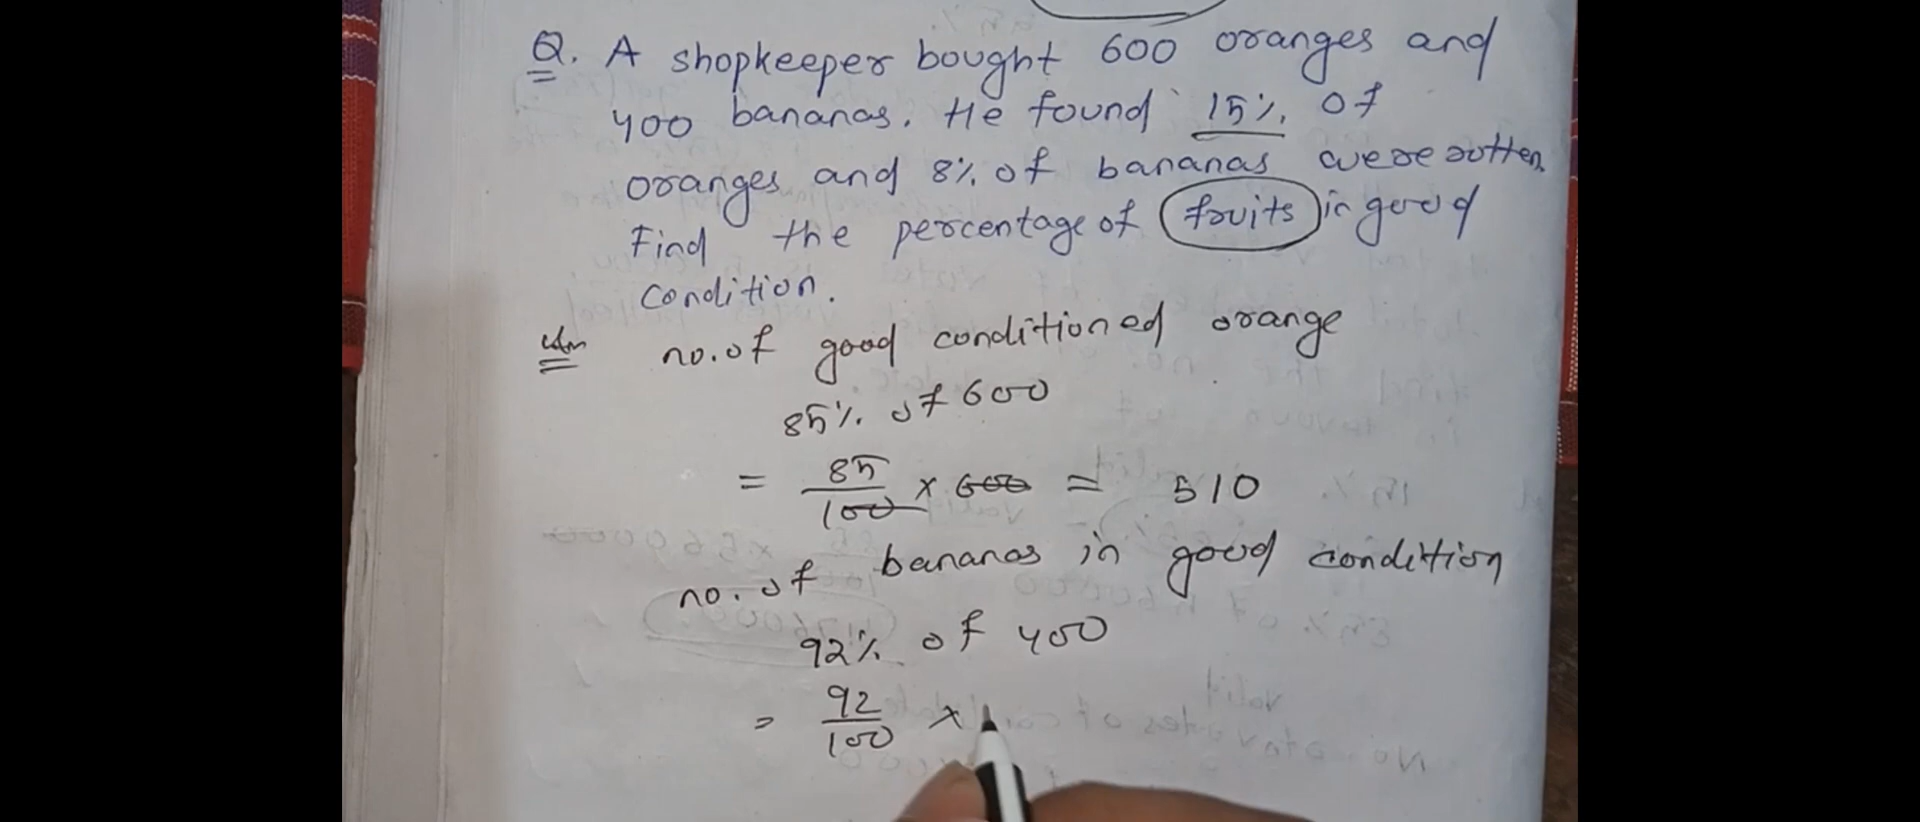 Q. A shopkeeper bought 600 oranges and
400 bananas. He found 15% of
oranges and 8% of bananas were rotten.
Find the percentage of fruits in good
condition.
no. of good conditioned orange
85% of 600
= 85/100 × 600 = 510
no. of bananas in good condition
92% of 400
= 92/100 ×